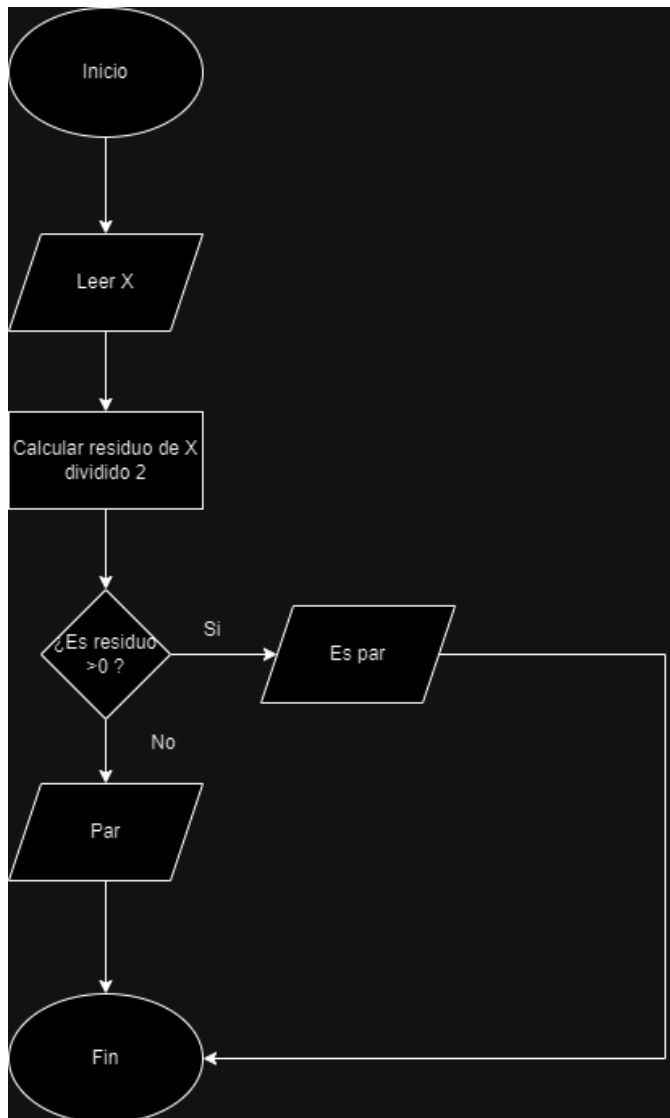 Inicio
Leer X
Calcular residuo de X
dividido 2
¿Es residuo
>0 ?
Si
Es par
No
Par
Fin